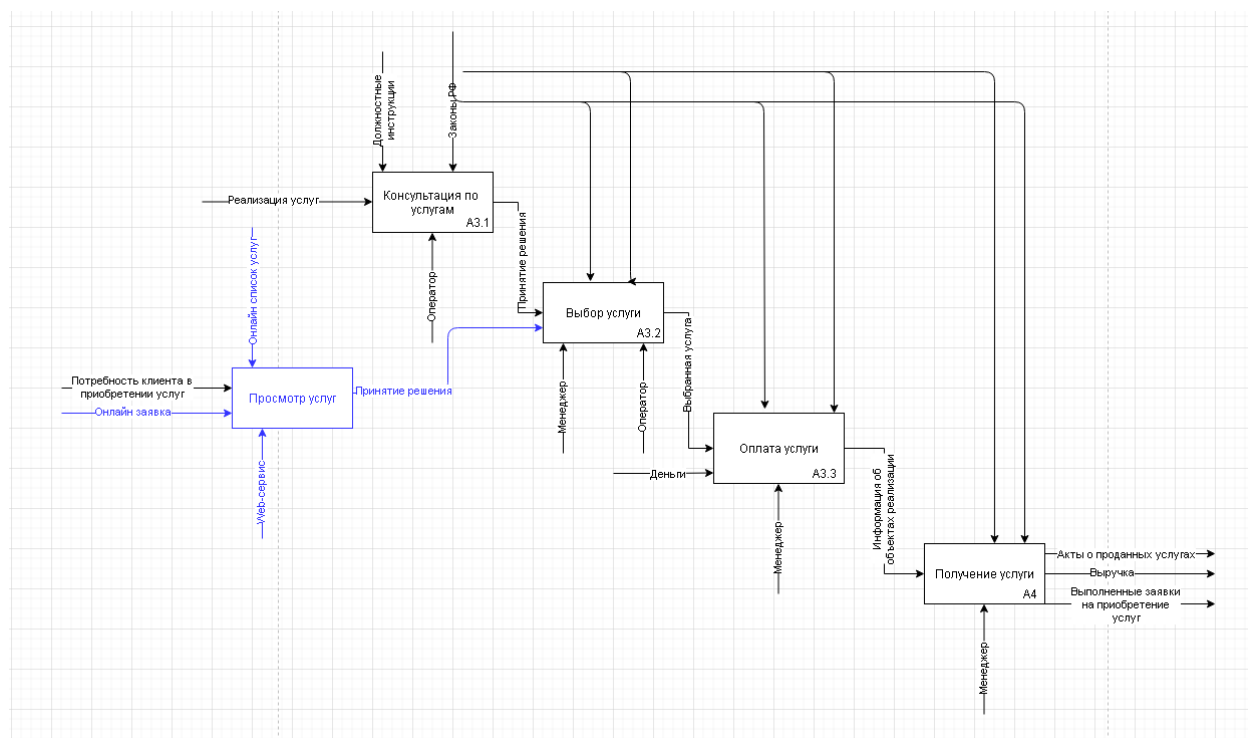 Должностные
инструкции
Законы РФ
Реализация услуг
Консультация по
услугам
А3.1
Принятие решения
Оператор
Онлайн список услуг
Выбор услуги
А3.2
Потребность клиента в
приобретении услуг
Онлайн заявка
Просмотр услуг
Принятие решения
Web-сервис
Менеджер
Оператор
Выбранная услуга
Деньги
Оплата услуги
А3.3
Менеджер
Информация об
объектах реализации
Получение услуги
А4
Акты о проданных услугах
Выручка
Выполненные заявки
на приобретение
услуг
Менеджер